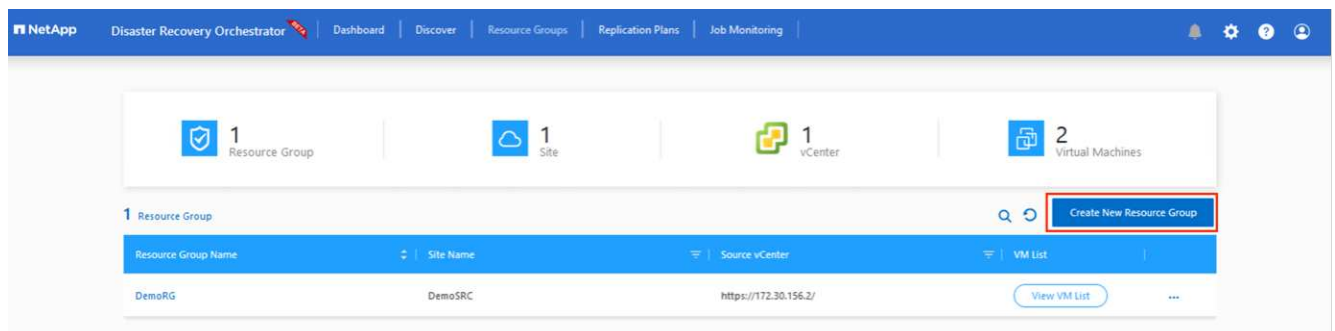 NetApp Disaster Recovery Orchestrator Dashboard Discover Resource Groups Replication Plans Job Monitoring
1 Resource Group
1 Site
1 vCenter
2 Virtual Machines
1 Resource Group Create New Resource Group
Resource Group Name Site Name Source vCenter VM List
DemoRG DemoSRC https://172.30.156.2/ View VM List ...